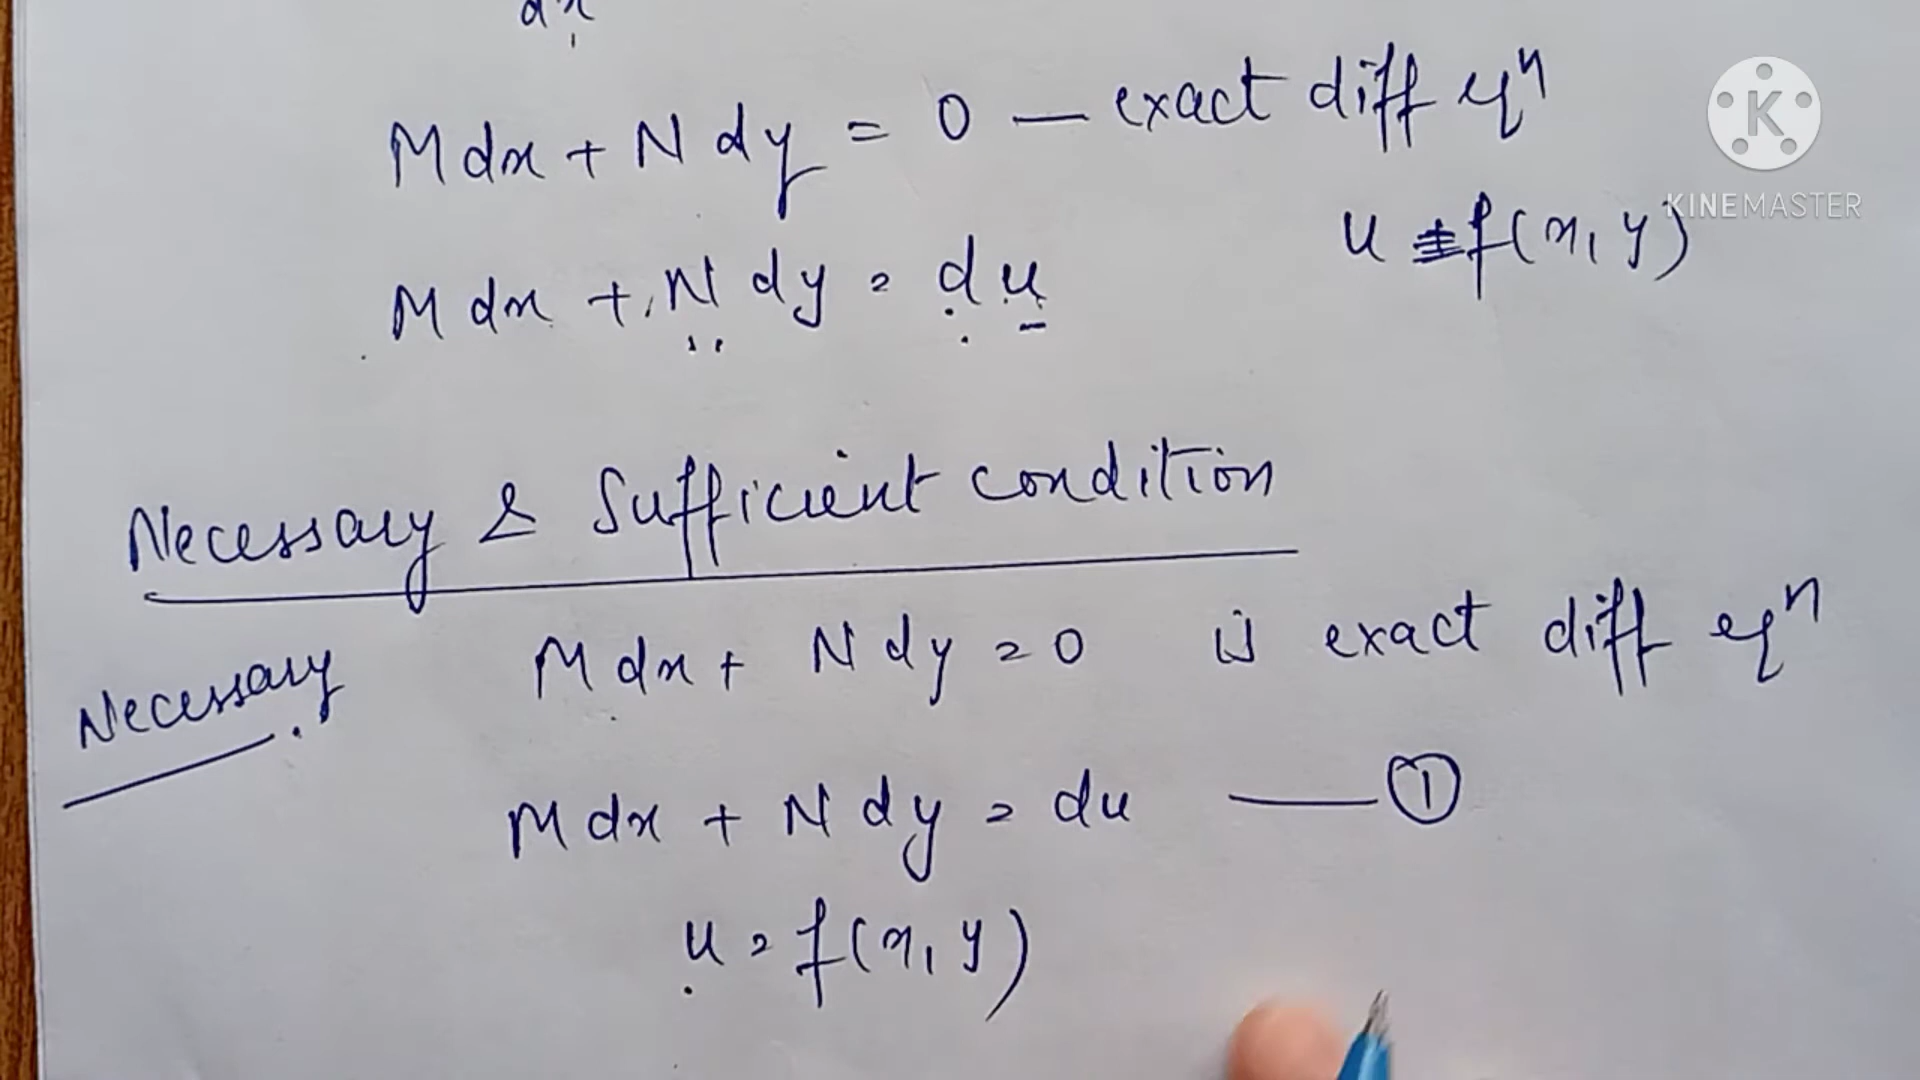 dx
M dx + N dy = 0 — exact diff eqⁿ
KINEMASTER
u = f(x, y)
M dx + N dy = du
Necessary & Sufficient condition
Necessary
M dx + N dy = 0 is exact diff eqⁿ
M dx + N dy = du — ①
u = f(x, y)